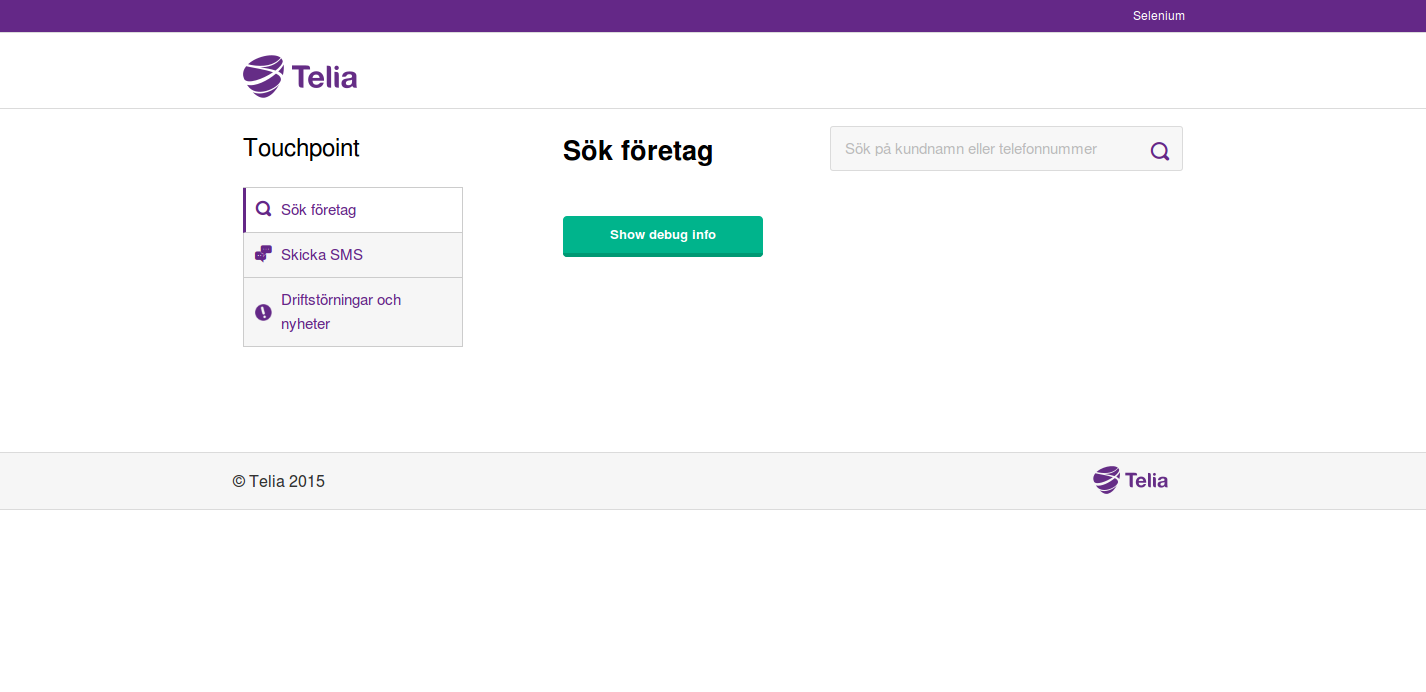 Selenium
Telia
Touchpoint
Sök företag
Sök på kundnamn eller telefonnummer
Sök företag
Skicka SMS
Driftstörningar och
nyheter
Show debug info
© Telia 2015
Telia